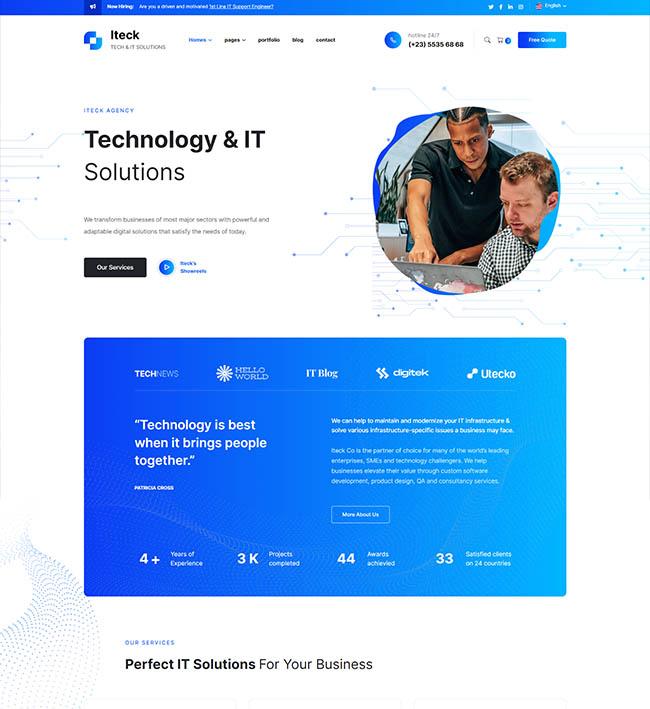 New Hiring: Are you a driven and motivated 1st Line IT Support Engineer?
English
Iteck
TECH & IT SOLUTIONS
Homes
pages
portfolio
blog
contact
hotline 24/7
(+23) 5535 68 68
Free Quote
ITECK AGENCY
Technology & IT
Solutions
We transform businesses of most major sectors with powerful and
adaptable digital solutions that satisfy the needs of today.
Our Services
Iteck's
Showreels
TECHNEWS
HELLO
WORLD
IT Blog
digitek
Utecko
“Technology is best
when it brings people
together.”
PATRICIA CROSS
We can help to maintain and modernize your IT infrastructure &
solve various infrastructure-specific issues a business may face.
Iteck Co is the partner of choice for many of the world's leading
enterprises, SMEs and technology challengers. We help
businesses elevate their value through custom software
development, product design, QA and consultancy services.
More About Us
4 +
Years of
Experience
3 K
Projects
completed
44
Awards
achievied
33
Satisfied clients
on 24 countries
OUR SERVICES
Perfect IT Solutions For Your Business